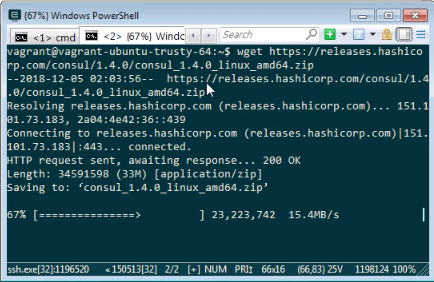 (67%) Windows PowerShell
<1> cmd <2> (67%) Windo Search
vagrant@vagrant-ubuntu-trusty-64:~$ wget https://releases.hashico
rp.com/consul/1.4.0/consul_1.4.0_linux_amd64.zip
--2018-12-05 02:03:56-- https://releases.hashicorp.com/consul/1.4
.0/consul_1.4.0_linux_amd64.zip
Resolving releases.hashicorp.com (releases.hashicorp.com)... 151.1
01.73.183, 2a04:4e42:36::439
Connecting to releases.hashicorp.com (releases.hashicorp.com)|151.
101.73.183|:443... connected.
HTTP request sent, awaiting response... 200 OK
Length: 34591598 (33M) [application/zip]
Saving to: ‘consul_1.4.0_linux_amd64.zip’
67% [===============> ] 23,223,742 15.4MB/s
ssh.exe[32]:1196520 «150513[32] 2/2 [+] NUM PRI‡ 66x16 (66,83) 25V 1198124 100%